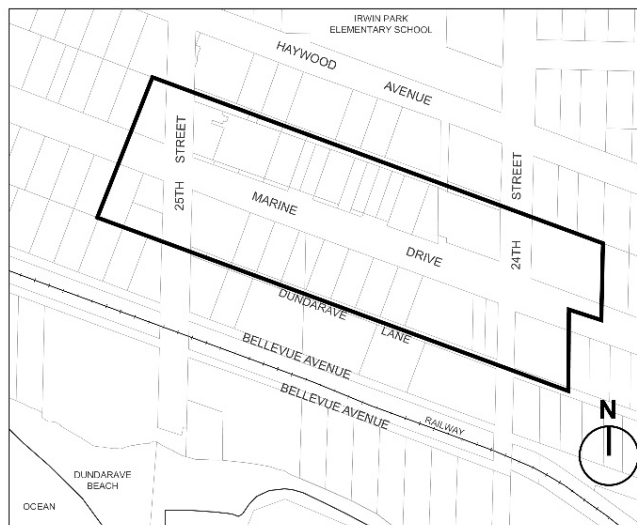 IRWIN PARK
ELEMENTARY SCHOOL
HAYWOOD
AVENUE
STREET
25TH
STREET
24TH
MARINE
DRIVE
DUNDARAVE
LANE
BELLEVUE AVENUE
BELLEVUE AVENUE
RAILWAY
N
DUNDARAVE
BEACH
OCEAN